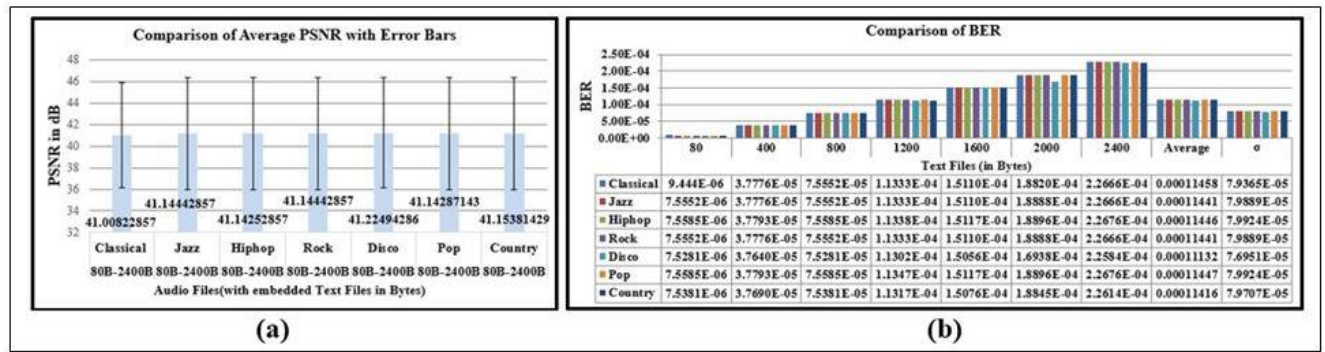 Comparison of Average PSNR with Error Bars
PSNR in dB
48
46
44
42
40
38
36
34
32
41.00822857
41.14442857
41.14252857
41.14442857
41.22494286
41.14287143
41.15381429
Classical Jazz Hiphop Rock Disco Pop Country
80B-2400B 80B-2400B 80B-2400B 80B-2400B 80B-2400B 80B-2400B 80B-2400B
Audio Files(with embedded Text Files in Bytes)
(a)
Comparison of BER
BER
2.50E-04
2.00E-04
1.50E-04
1.00E-04
5.00E-05
0.00E+00
80 400 800 1200 1600 2000 2400 Average σ
Text Files (in Bytes)
Classical 9.444E-06 3.7776E-05 7.5552E-05 1.1333E-04 1.5110E-04 1.8820E-04 2.2666E-04 0.00011458 7.9365E-05
Jazz 7.5552E-06 3.7776E-05 7.5552E-05 1.1333E-04 1.5110E-04 1.8888E-04 2.2666E-04 0.00011441 7.9889E-05
Hiphop 7.5585E-06 3.7793E-05 7.5585E-05 1.1338E-04 1.5117E-04 1.8896E-04 2.2676E-04 0.00011446 7.9924E-05
Rock 7.5552E-06 3.7776E-05 7.5552E-05 1.1333E-04 1.5110E-04 1.8888E-04 2.2666E-04 0.00011441 7.9889E-05
Disco 7.5281E-06 3.7640E-05 7.5281E-05 1.1302E-04 1.5056E-04 1.6938E-04 2.2584E-04 0.00011132 7.6951E-05
Pop 7.5585E-06 3.7793E-05 7.5585E-05 1.1347E-04 1.5117E-04 1.8896E-04 2.2676E-04 0.00011447 7.9924E-05
Country 7.5381E-06 3.7690E-05 7.5381E-05 1.1317E-04 1.5076E-04 1.8845E-04 2.2614E-04 0.00011416 7.9707E-05
(b)